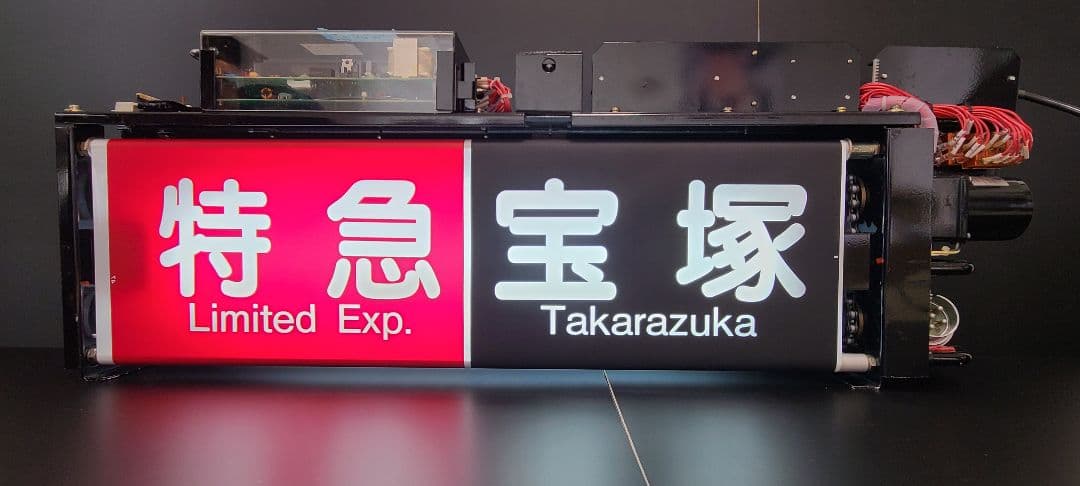 特急 宝塚
Limited Exp. Takarazuka